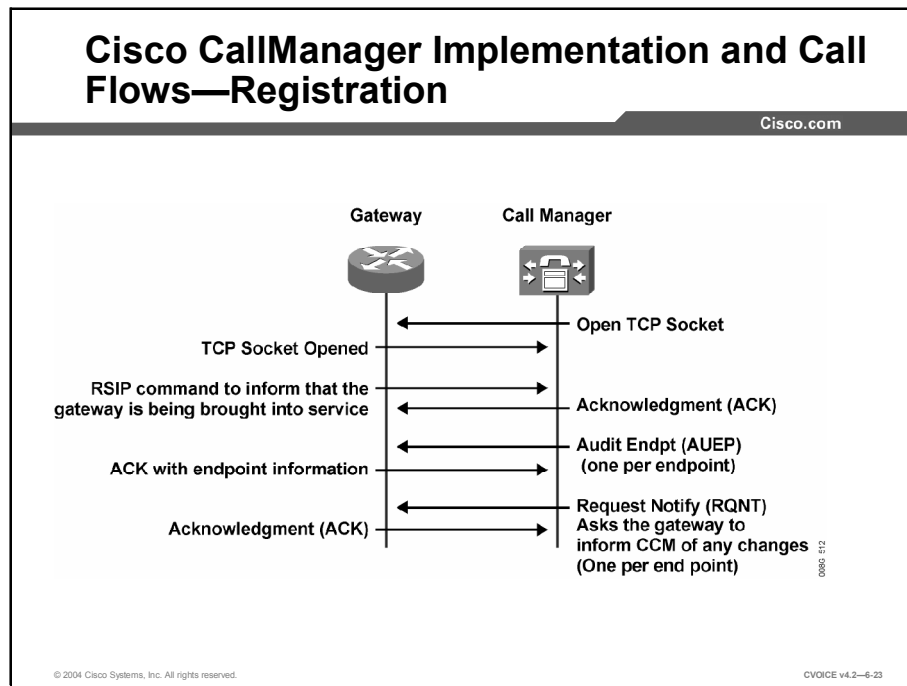 Cisco CallManager Implementation and Call
Flows—Registration
Cisco.com
Gateway
Call Manager
Open TCP Socket
TCP Socket Opened
RSIP command to inform that the
gateway is being brought into service
Acknowledgment (ACK)
Audit Endpt (AUEP)
(one per endpoint)
ACK with endpoint information
Request Notify (RQNT)
Asks the gateway to
inform CCM of any changes
(One per end point)
Acknowledgment (ACK)
008G_512
© 2004 Cisco Systems, Inc. All rights reserved.
CVOICE v4.2—6-23